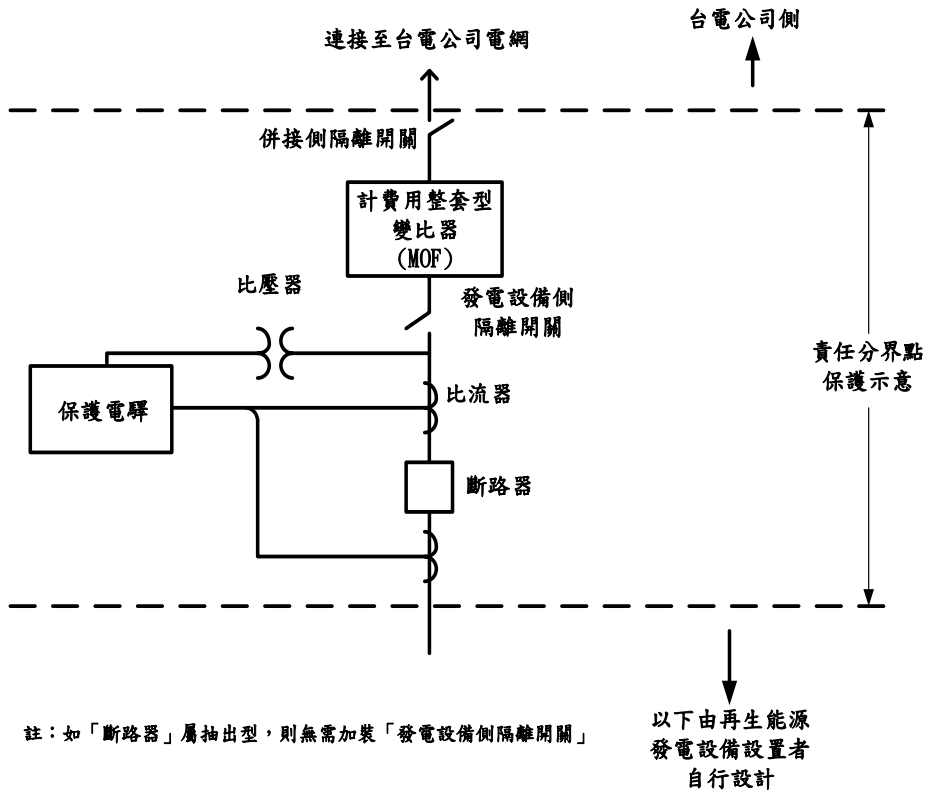 台電公司側
連接至台電公司電網
併接側隔離開關
計費用整套型
變比器
(MOF)
比壓器
發電設備側
隔離開關
責任分界點
保護示意
保護電驛
比流器
斷路器
註：如「斷路器」屬抽出型，則無需加裝「發電設備側隔離開關」
以下由再生能源
發電設備設置者
自行設計